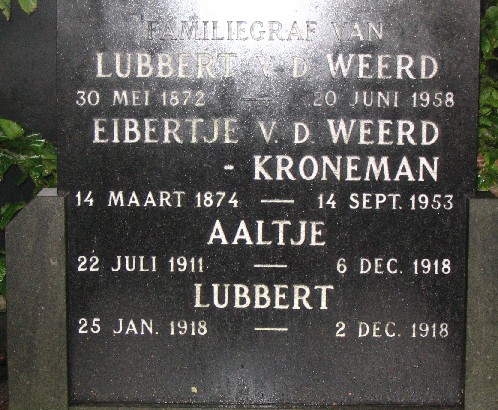 FAMILIEGRAF VAN
LUBBERT V. D. WEERD
30 MEI 1872 — 20 JUNI 1958
EIBERTJE V. D. WEERD
- KRONEMAN
14 MAART 1874 — 14 SEPT. 1953
AALTJE
22 JULI 1911 — 6 DEC. 1918
LUBBERT
25 JAN. 1918 — 2 DEC. 1918